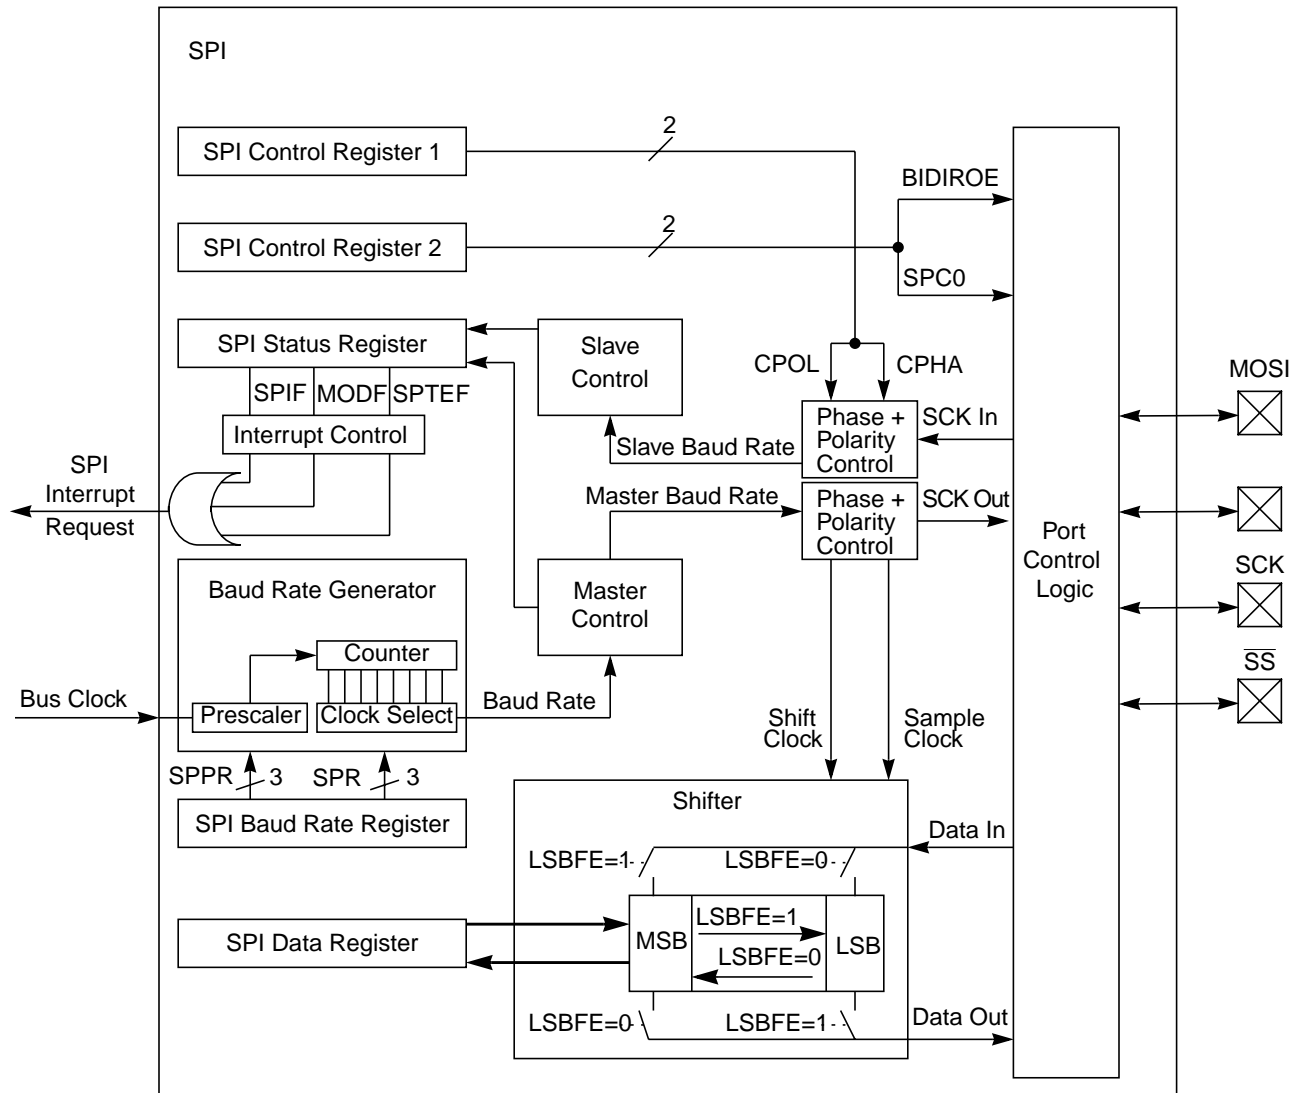 SPI
SPI Control Register 1
2
BIDIROE
SPI Control Register 2
2
SPC0
SPI Status Register
Slave
Control
CPOL
CPHA
MOSI
SPIF
MODF
SPTEF
Interrupt Control
Phase +
Polarity
Control
SCK In
Slave Baud Rate
SPI
Interrupt
Request
Master Baud Rate
Phase +
Polarity
Control
SCK Out
Port
Control
Logic
SCK
Baud Rate Generator
Master
Control
Counter
SS
Bus Clock
Prescaler
Clock Select
Baud Rate
Shift
Clock
Sample
Clock
SPPR
3
SPR
3
SPI Baud Rate Register
Shifter
Data In
LSBFE=1
LSBFE=0
SPI Data Register
MSB
LSBFE=1
LSBFE=0
LSB
LSBFE=0
LSBFE=1
Data Out